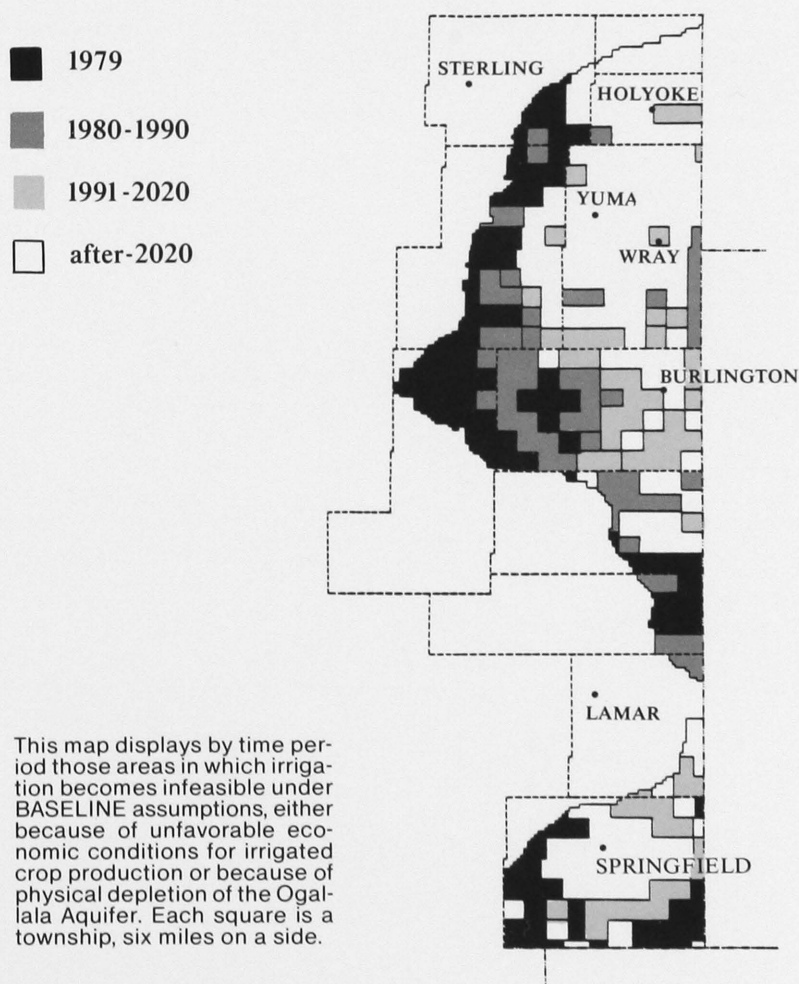 1979
1980-1990
1991-2020
after-2020
STERLING
HOLYOKE
YUMA
WRAY
BURLINGTON
LAMAR
SPRINGFIELD
This map displays by time per-
iod those areas in which irriga-
tion becomes infeasible under
BASELINE assumptions, either
because of unfavorable eco-
nomic conditions for irrigated
crop production or because of
physical depletion of the Ogal-
lala Aquifer. Each square is a
township, six miles on a side.